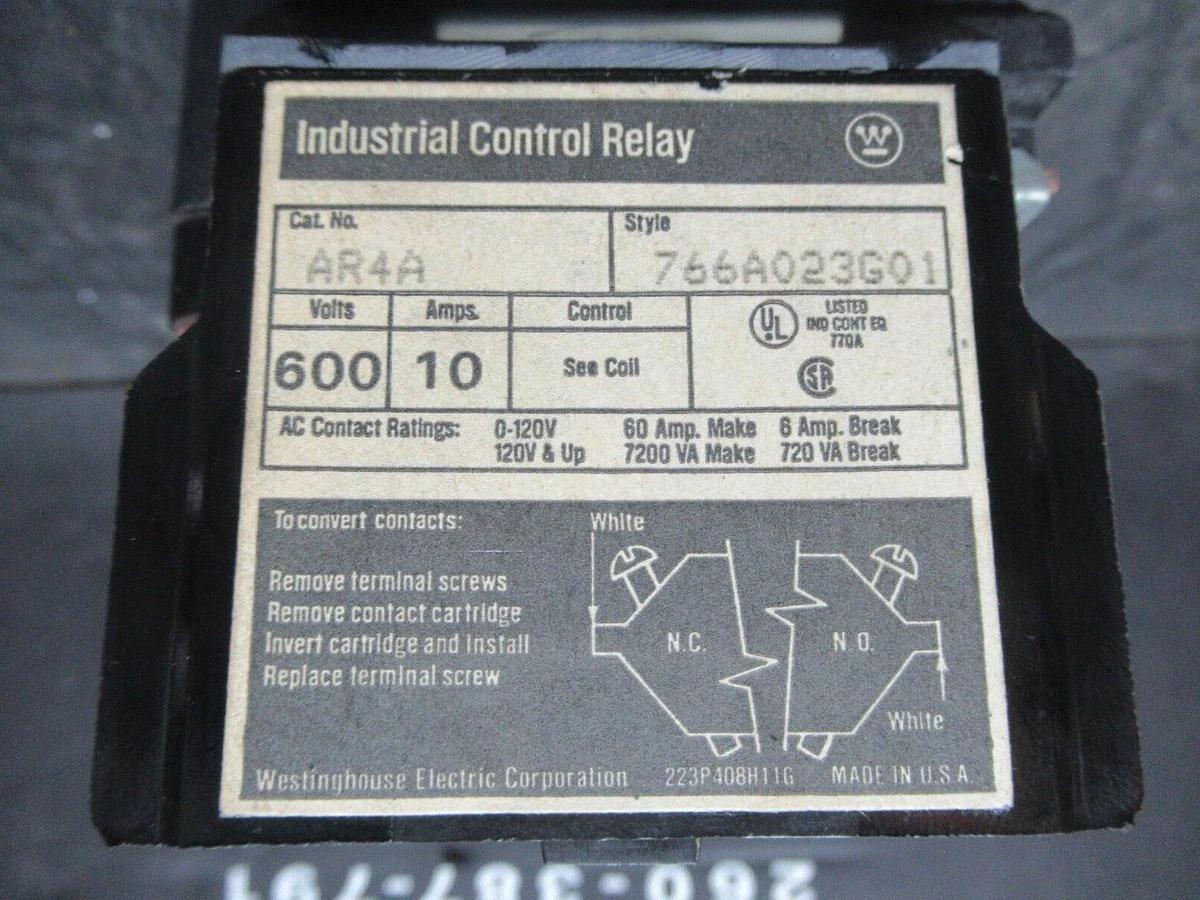 Industrial Control Relay
W
Cat. No. Style
AR4A 766A023G01
Volts Amps. Control
600 10 See Coil
UL LISTED
IND CONT EQ
770A
SA
AC Contact Ratings: 0-120V 60 Amp. Make 6 Amp. Break
120V & Up 7200 VA Make 720 VA Break
To convert contacts:
Remove terminal screws
Remove contact cartridge
Invert cartridge and Install
Replace terminal screw
White
N.C. N O.
White
Westinghouse Electric Corporation 223P408H11G MADE IN U.S.A.